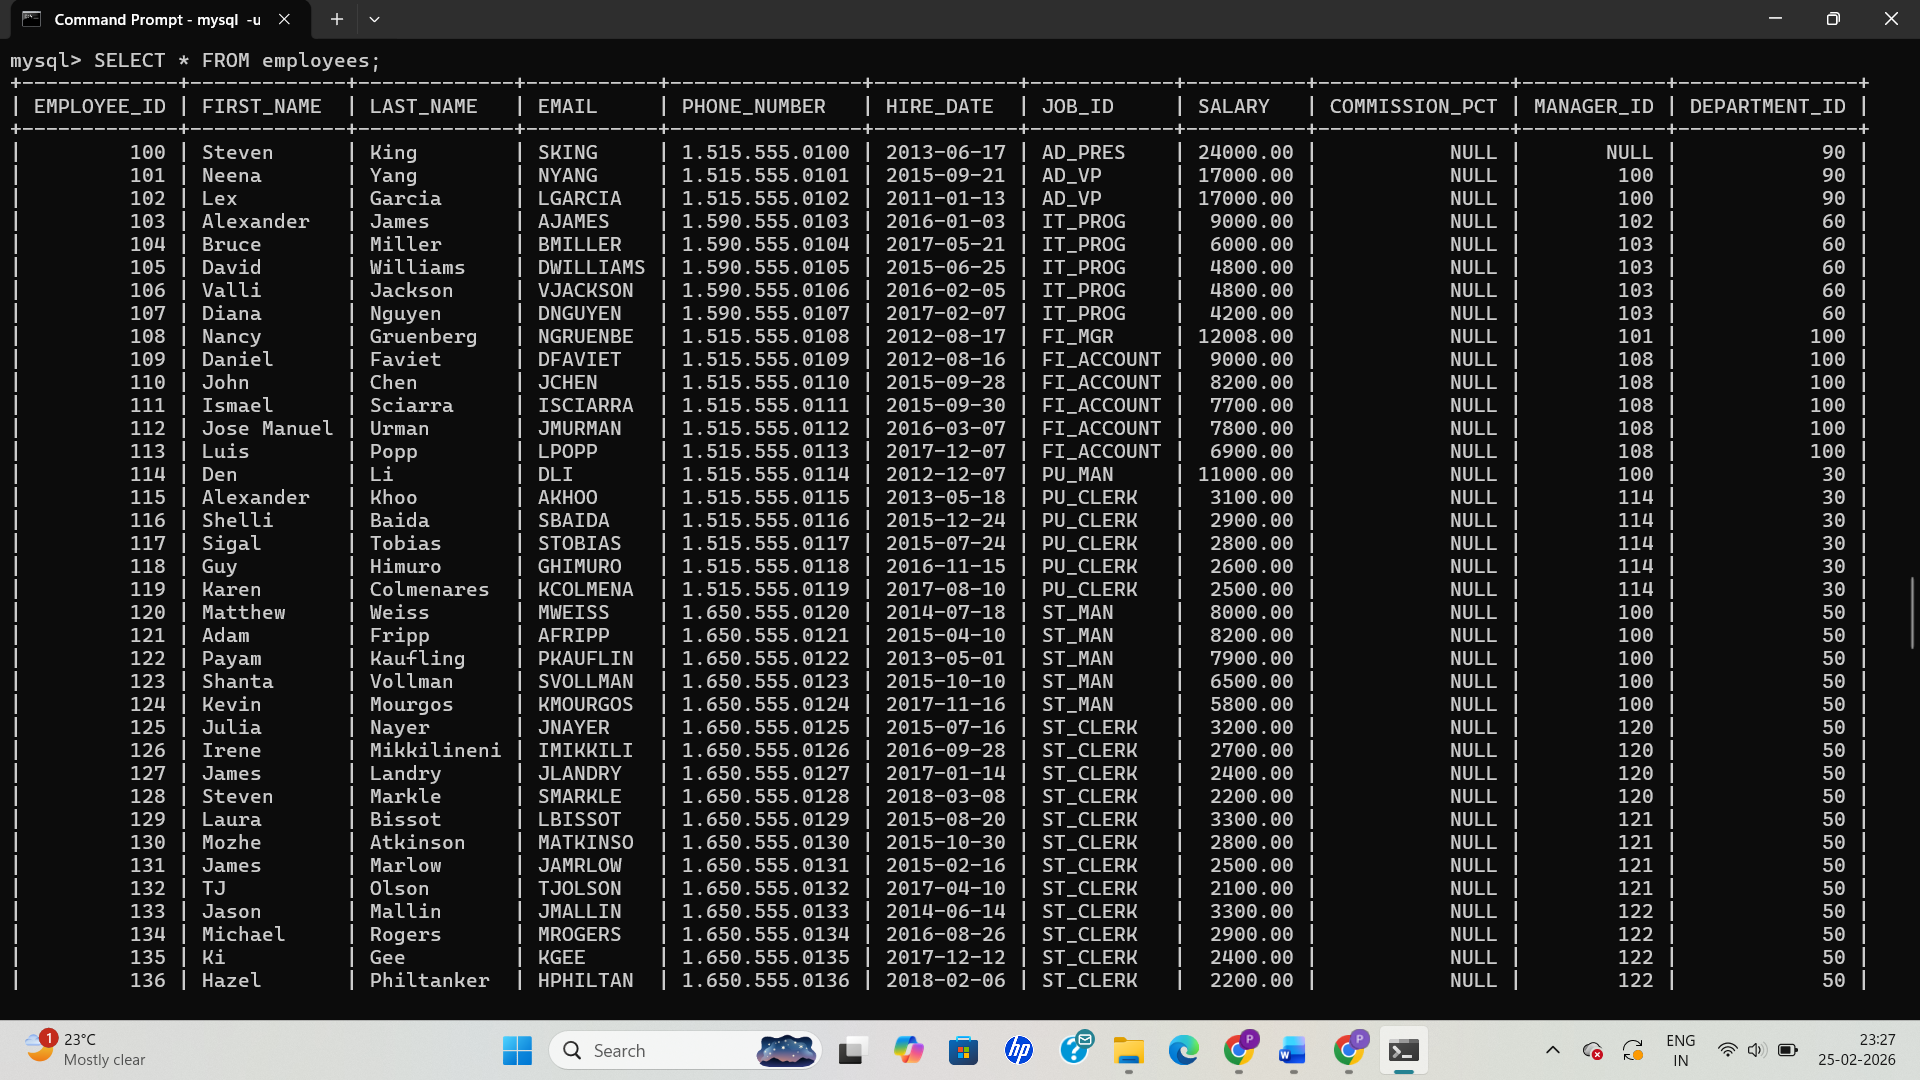 Command Prompt - mysql -u
mysql> SELECT * FROM employees;
+-------------+-------------+-------------+-----------+----------------+------------+------------+----------+----------------+------------+---------------+
| EMPLOYEE_ID | FIRST_NAME | LAST_NAME | EMAIL | PHONE_NUMBER | HIRE_DATE | JOB_ID | SALARY | COMMISSION_PCT | MANAGER_ID | DEPARTMENT_ID |
+-------------+-------------+-------------+-----------+----------------+------------+------------+----------+----------------+------------+---------------+
| 100 | Steven | King | SKING | 1.515.555.0100 | 2013-06-17 | AD_PRES | 24000.00 | NULL | NULL | 90 |
| 101 | Neena | Yang | NYANG | 1.515.555.0101 | 2015-09-21 | AD_VP | 17000.00 | NULL | 100 | 90 |
| 102 | Lex | Garcia | LGARCIA | 1.515.555.0102 | 2011-01-13 | AD_VP | 17000.00 | NULL | 100 | 90 |
| 103 | Alexander | James | AJAMES | 1.590.555.0103 | 2016-01-03 | IT_PROG | 9000.00 | NULL | 102 | 60 |
| 104 | Bruce | Miller | BMILLER | 1.590.555.0104 | 2017-05-21 | IT_PROG | 6000.00 | NULL | 103 | 60 |
| 105 | David | Williams | DWILLIAMS | 1.590.555.0105 | 2015-06-25 | IT_PROG | 4800.00 | NULL | 103 | 60 |
| 106 | Valli | Jackson | VJACKSON | 1.590.555.0106 | 2016-02-05 | IT_PROG | 4800.00 | NULL | 103 | 60 |
| 107 | Diana | Nguyen | DNGUYEN | 1.590.555.0107 | 2017-02-07 | IT_PROG | 4200.00 | NULL | 103 | 60 |
| 108 | Nancy | Gruenberg | NGRUENBE | 1.515.555.0108 | 2012-08-17 | FI_MGR | 12008.00 | NULL | 101 | 100 |
| 109 | Daniel | Faviet | DFAVIET | 1.515.555.0109 | 2012-08-16 | FI_ACCOUNT | 9000.00 | NULL | 108 | 100 |
| 110 | John | Chen | JCHEN | 1.515.555.0110 | 2015-09-28 | FI_ACCOUNT | 8200.00 | NULL | 108 | 100 |
| 111 | Ismael | Sciarra | ISCIARRA | 1.515.555.0111 | 2015-09-30 | FI_ACCOUNT | 7700.00 | NULL | 108 | 100 |
| 112 | Jose Manuel | Urman | JMURMAN | 1.515.555.0112 | 2016-03-07 | FI_ACCOUNT | 7800.00 | NULL | 108 | 100 |
| 113 | Luis | Popp | LPOPP | 1.515.555.0113 | 2017-12-07 | FI_ACCOUNT | 6900.00 | NULL | 108 | 100 |
| 114 | Den | Li | DLI | 1.515.555.0114 | 2012-12-07 | PU_MAN | 11000.00 | NULL | 100 | 30 |
| 115 | Alexander | Khoo | AKHOO | 1.515.555.0115 | 2013-05-18 | PU_CLERK | 3100.00 | NULL | 114 | 30 |
| 116 | Shelli | Baida | SBAIDA | 1.515.555.0116 | 2015-12-24 | PU_CLERK | 2900.00 | NULL | 114 | 30 |
| 117 | Sigal | Tobias | STOBIAS | 1.515.555.0117 | 2015-07-24 | PU_CLERK | 2800.00 | NULL | 114 | 30 |
| 118 | Guy | Himuro | GHIMURO | 1.515.555.0118 | 2016-11-15 | PU_CLERK | 2600.00 | NULL | 114 | 30 |
| 119 | Karen | Colmenares | KCOLMENA | 1.515.555.0119 | 2017-08-10 | PU_CLERK | 2500.00 | NULL | 114 | 30 |
| 120 | Matthew | Weiss | MWEISS | 1.650.555.0120 | 2014-07-18 | ST_MAN | 8000.00 | NULL | 100 | 50 |
| 121 | Adam | Fripp | AFRIPP | 1.650.555.0121 | 2015-04-10 | ST_MAN | 8200.00 | NULL | 100 | 50 |
| 122 | Payam | Kaufling | PKAUFLIN | 1.650.555.0122 | 2013-05-01 | ST_MAN | 7900.00 | NULL | 100 | 50 |
| 123 | Shanta | Vollman | SVOLLMAN | 1.650.555.0123 | 2015-10-10 | ST_MAN | 6500.00 | NULL | 100 | 50 |
| 124 | Kevin | Mourgos | KMOURGOS | 1.650.555.0124 | 2017-11-16 | ST_MAN | 5800.00 | NULL | 100 | 50 |
| 125 | Julia | Nayer | JNAYER | 1.650.555.0125 | 2015-07-16 | ST_CLERK | 3200.00 | NULL | 120 | 50 |
| 126 | Irene | Mikkilineni | IMIKKILI | 1.650.555.0126 | 2016-09-28 | ST_CLERK | 2700.00 | NULL | 120 | 50 |
| 127 | James | Landry | JLANDRY | 1.650.555.0127 | 2017-01-14 | ST_CLERK | 2400.00 | NULL | 120 | 50 |
| 128 | Steven | Markle | SMARKLE | 1.650.555.0128 | 2018-03-08 | ST_CLERK | 2200.00 | NULL | 120 | 50 |
| 129 | Laura | Bissot | LBISSOT | 1.650.555.0129 | 2015-08-20 | ST_CLERK | 3300.00 | NULL | 121 | 50 |
| 130 | Mozhe | Atkinson | MATKINSO | 1.650.555.0130 | 2015-10-30 | ST_CLERK | 2800.00 | NULL | 121 | 50 |
| 131 | James | Marlow | JAMRLOW | 1.650.555.0131 | 2015-02-16 | ST_CLERK | 2500.00 | NULL | 121 | 50 |
| 132 | TJ | Olson | TJOLSON | 1.650.555.0132 | 2017-04-10 | ST_CLERK | 2100.00 | NULL | 121 | 50 |
| 133 | Jason | Mallin | JMALLIN | 1.650.555.0133 | 2014-06-14 | ST_CLERK | 3300.00 | NULL | 122 | 50 |
| 134 | Michael | Rogers | MROGERS | 1.650.555.0134 | 2016-08-26 | ST_CLERK | 2900.00 | NULL | 122 | 50 |
| 135 | Ki | Gee | KGEE | 1.650.555.0135 | 2017-12-12 | ST_CLERK | 2400.00 | NULL | 122 | 50 |
| 136 | Hazel | Philtanker | HPHILTAN | 1.650.555.0136 | 2018-02-06 | ST_CLERK | 2200.00 | NULL | 122 | 50 |
1
23°C
Mostly clear
Search
hp
P
W
P
ENG
IN
23:27
25-02-2026